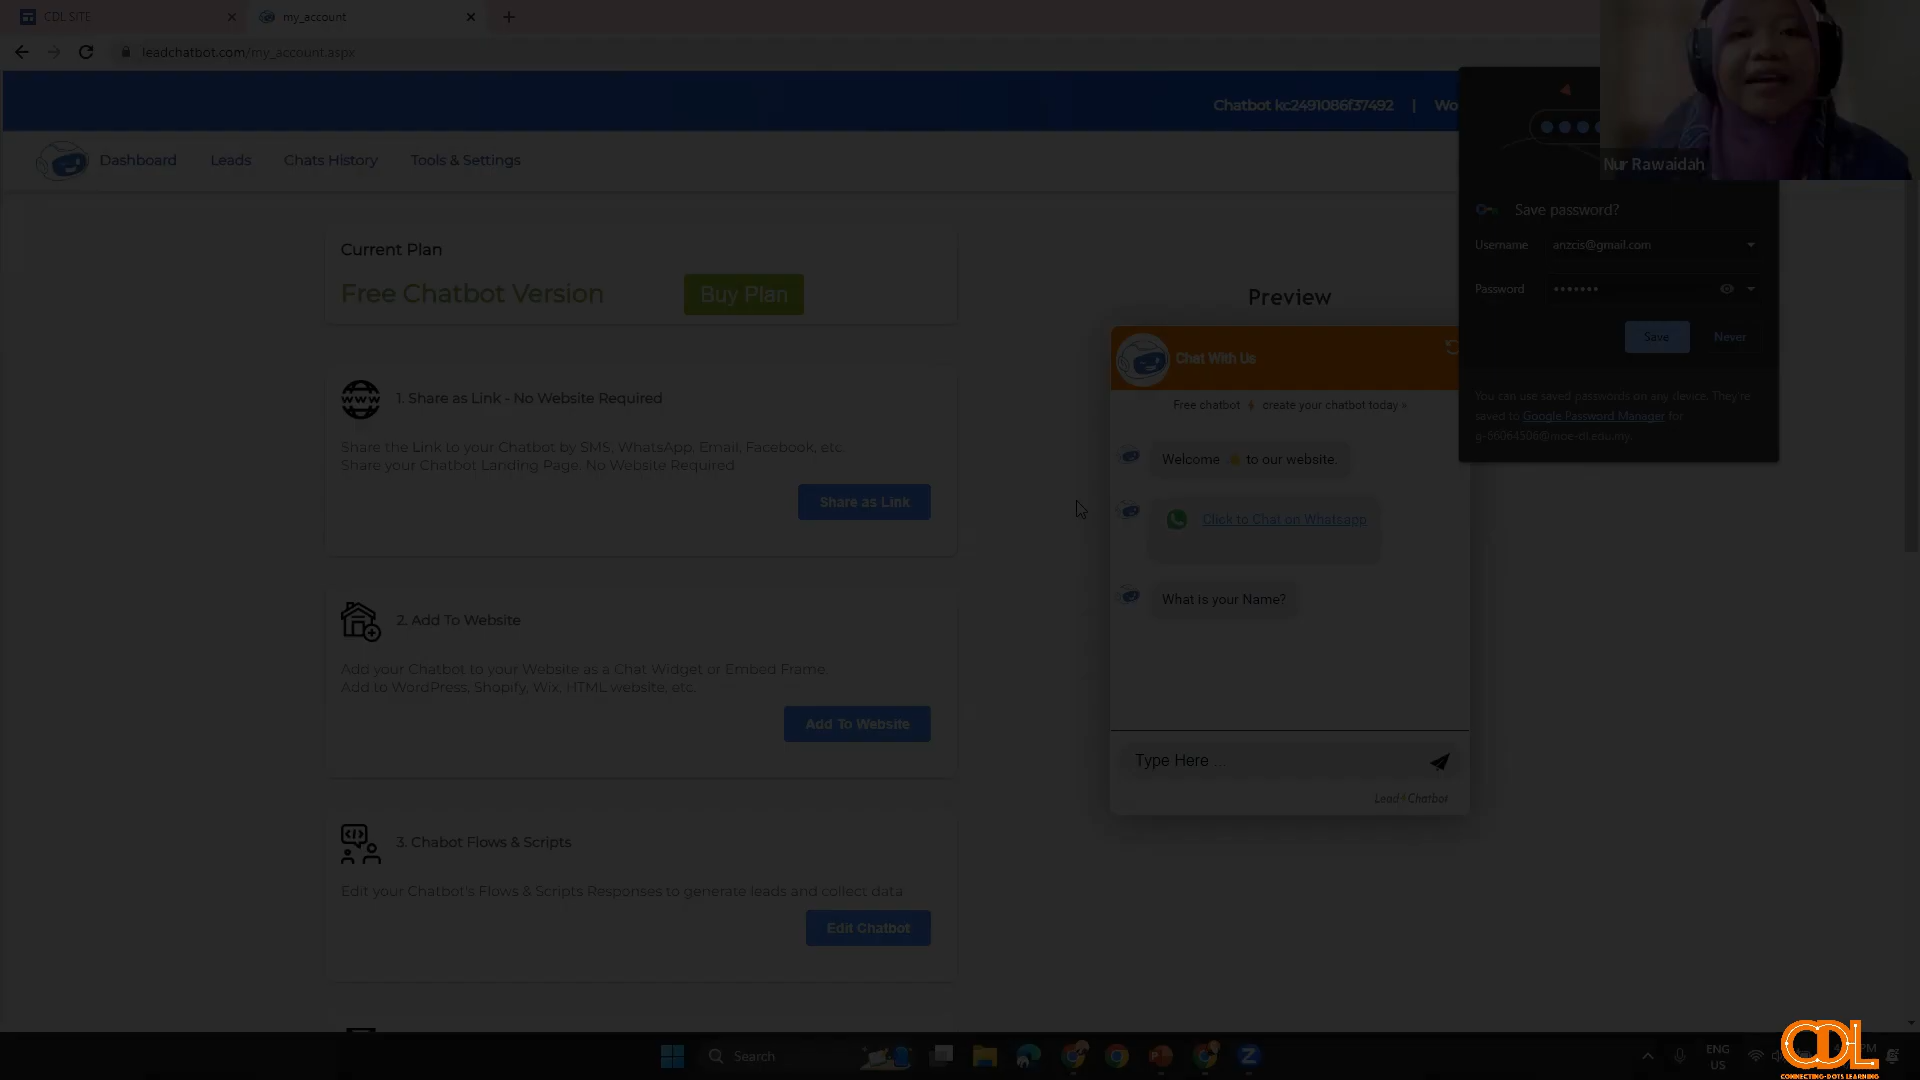 CDL SITE
my_account
leadchatbot.com/my_account.aspx
Chatbot kc2491086f37492 | Wo
Nur Rawaidah
Dashboard
Leads
Chats History
Tools & Settings
Save password?
Username
anzcis@gmail.com
Password
Save
Never
You can use saved passwords on any device. They're
saved to Google Password Manager for
g-66064506@moe-dl.edu.my.
Current Plan
Free Chatbot Version
Buy Plan
1. Share as Link - No Website Required
Share the Link to your Chatbot by SMS, WhatsApp, Email, Facebook, etc.
Share your Chatbot Landing Page. No Website Required
Share as Link
2. Add To Website
Add your Chatbot to your Website as a Chat Widget or Embed Frame.
Add to WordPress, Shopify, Wix, HTML website, etc.
Add To Website
3. Chabot Flows & Scripts
Edit your Chatbot's Flows & Scripts Responses to generate leads and collect data
Edit Chatbot
Preview
Chat With Us
Free chatbot create your chatbot today >
Welcome to our website.
Click to Chat on Whatsapp
What is your Name?
Type Here ...
Lead Chatbot
Search
ENG
US
PM
CDL
CONNECTING-DOTS LEARNING